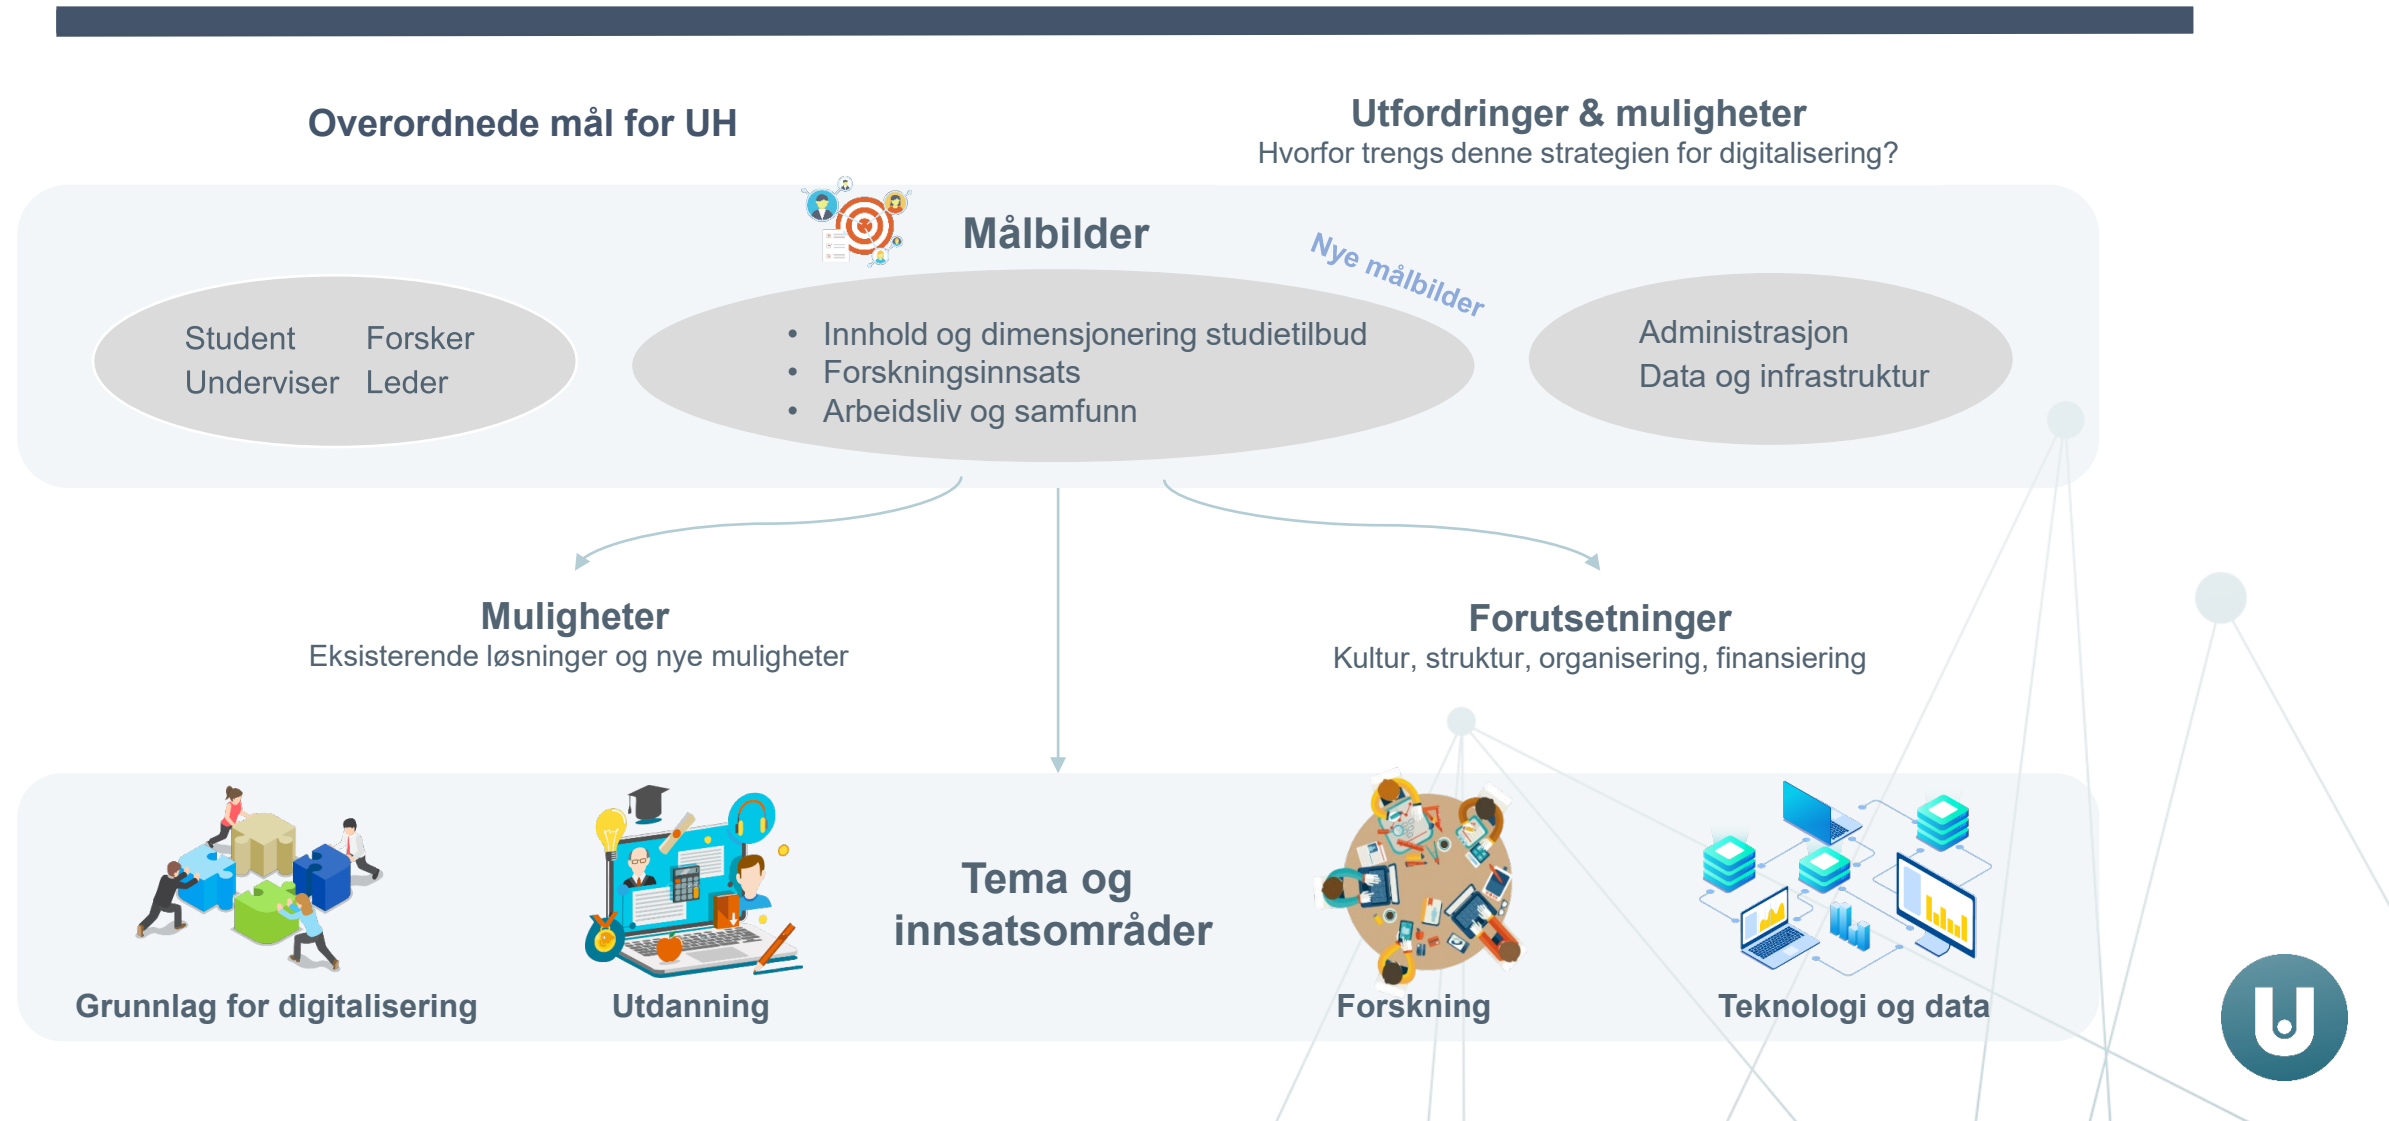 Overordnede mål for UH
Utfordringer & muligheter
Hvorfor trengs denne strategien for digitalisering?
Målbilder
Nye målbilder
Student Forsker
Underviser Leder
• Innhold og dimensjonering studietilbud
• Forskningsinnsats
• Arbeidsliv og samfunn
Administrasjon
Data og infrastruktur
Muligheter
Eksisterende løsninger og nye muligheter
Forutsetninger
Kultur, struktur, organisering, finansiering
Tema og
innsatsområder
Grunnlag for digitalisering
Utdanning
Forskning
Teknologi og data
U